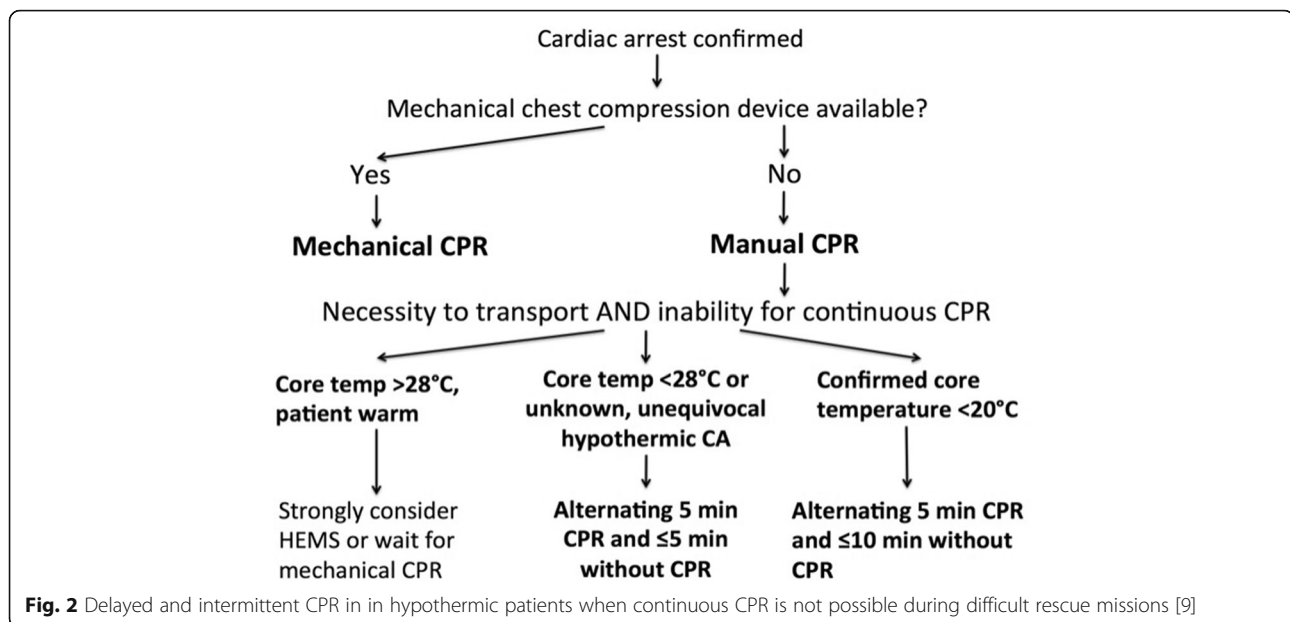 Cardiac arrest confirmed
Mechanical chest compression device available?
Yes
No
Mechanical CPR
Manual CPR
Necessity to transport AND inability for continuous CPR
Core temp >28°C,
patient warm
Core temp <28°C or
unknown, unequivocal
hypothermic CA
Confirmed core
temperature <20°C
Strongly consider
HEMS or wait for
mechanical CPR
Alternating 5 min
CPR and ≤5 min
without CPR
Alternating 5 min CPR
and ≤10 min without
CPR
Fig. 2 Delayed and intermittent CPR in in hypothermic patients when continuous CPR is not possible during difficult rescue missions [9]